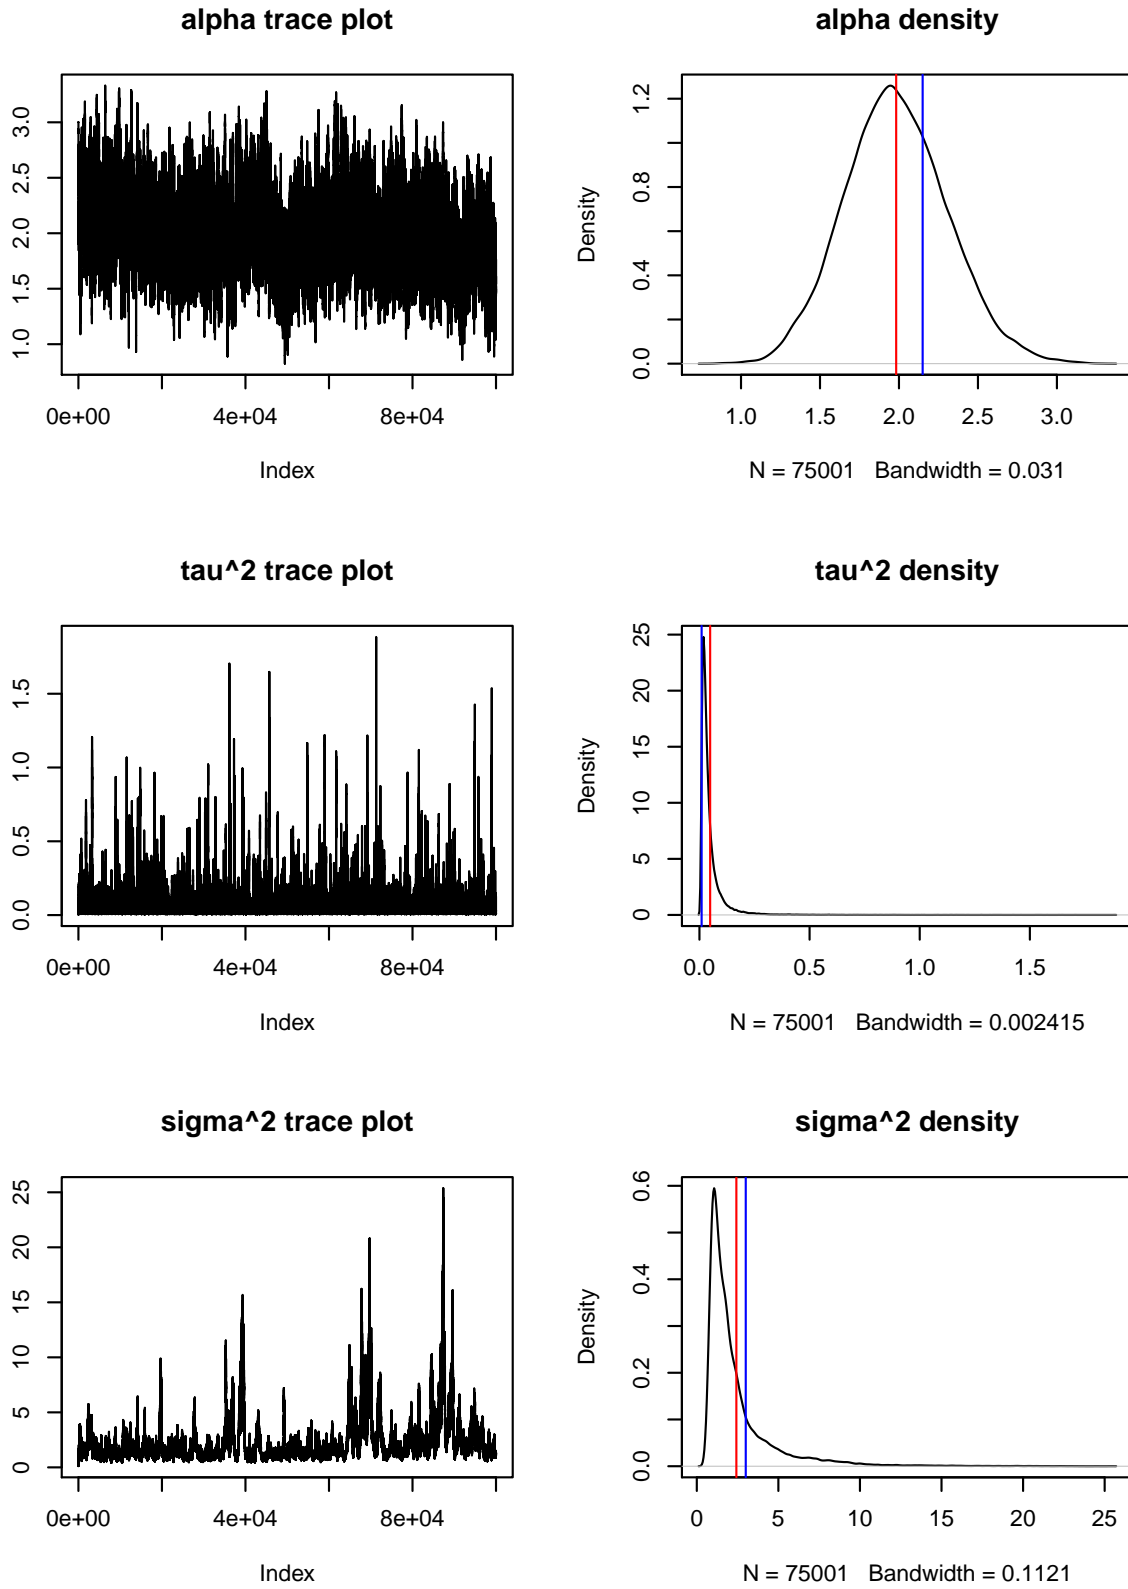 alpha trace plot
1.0 1.5 2.0 2.5 3.0
0e+00 4e+04 8e+04
Index
alpha density
Density
0.0 0.4 0.8 1.2
1.0 1.5 2.0 2.5 3.0
N = 75001 Bandwidth = 0.031
tau^2 trace plot
0.0 0.5 1.0 1.5
0e+00 4e+04 8e+04
Index
tau^2 density
Density
0 5 10 15 20 25
0.0 0.5 1.0 1.5
N = 75001 Bandwidth = 0.002415
sigma^2 trace plot
0 5 10 15 20 25
0e+00 4e+04 8e+04
Index
sigma^2 density
Density
0.0 0.2 0.4 0.6
0 5 10 15 20 25
N = 75001 Bandwidth = 0.1121